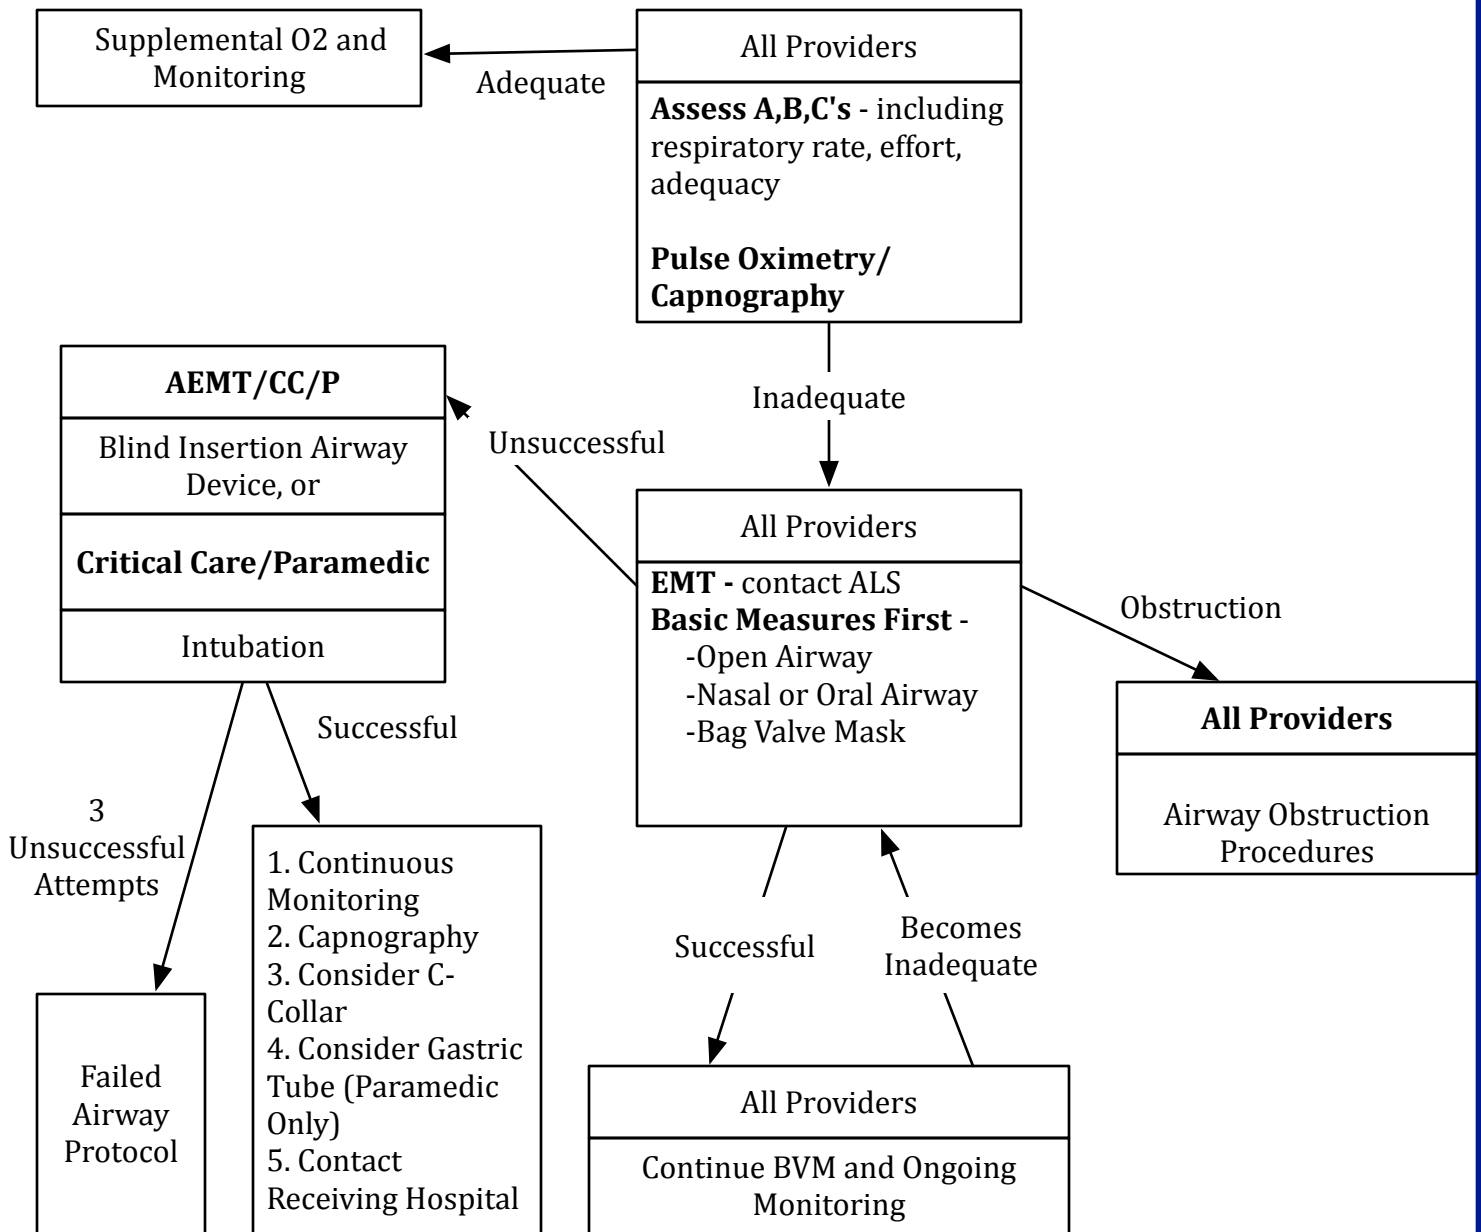 Supplemental O2 and
Monitoring
Adequate
All Providers
Assess A,B,C's - including
respiratory rate, effort,
adequacy
Pulse Oximetry/
Capnography
Inadequate
AEMT/CC/P
Blind Insertion Airway
Device, or
Critical Care/Paramedic
Intubation
Unsuccessful
All Providers
EMT - contact ALS
Basic Measures First -
-Open Airway
-Nasal or Oral Airway
-Bag Valve Mask
Obstruction
All Providers
Airway Obstruction
Procedures
Successful
3
Unsuccessful
Attempts
Failed
Airway
Protocol
1. Continuous
Monitoring
2. Capnography
3. Consider C-
Collar
4. Consider Gastric
Tube (Paramedic
Only)
5. Contact
Receiving Hospital
Successful
Becomes
Inadequate
All Providers
Continue BVM and Ongoing
Monitoring